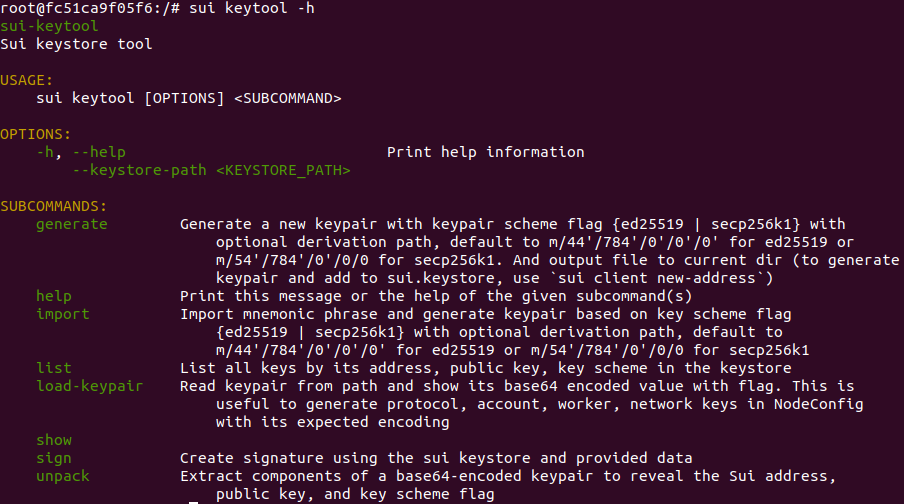 root@fc51ca9f05f6:/# sui keytool -h
sui-keytool
Sui keystore tool
USAGE:
sui keytool [OPTIONS] <SUBCOMMAND>
OPTIONS:
-h, --help Print help information
--keystore-path <KEYSTORE_PATH>
SUBCOMMANDS:
generate Generate a new keypair with keypair scheme flag {ed25519 | secp256k1} with
optional derivation path, default to m/44'/784'/0'/0'/0' for ed25519 or
m/54'/784'/0'/0/0 for secp256k1. And output file to current dir (to generate
keypair and add to sui.keystore, use `sui client new-address`)
help Print this message or the help of the given subcommand(s)
import Import mnemonic phrase and generate keypair based on key scheme flag
{ed25519 | secp256k1} with optional derivation path, default to
m/44'/784'/0'/0'/0' for ed25519 or m/54'/784'/0'/0/0 for secp256k1
list List all keys by its address, public key, key scheme in the keystore
load-keypair Read keypair from path and show its base64 encoded value with flag. This is
useful to generate protocol, account, worker, network keys in NodeConfig
with its expected encoding
show
sign Create signature using the sui keystore and provided data
unpack Extract components of a base64-encoded keypair to reveal the Sui address,
public key, and key scheme flag